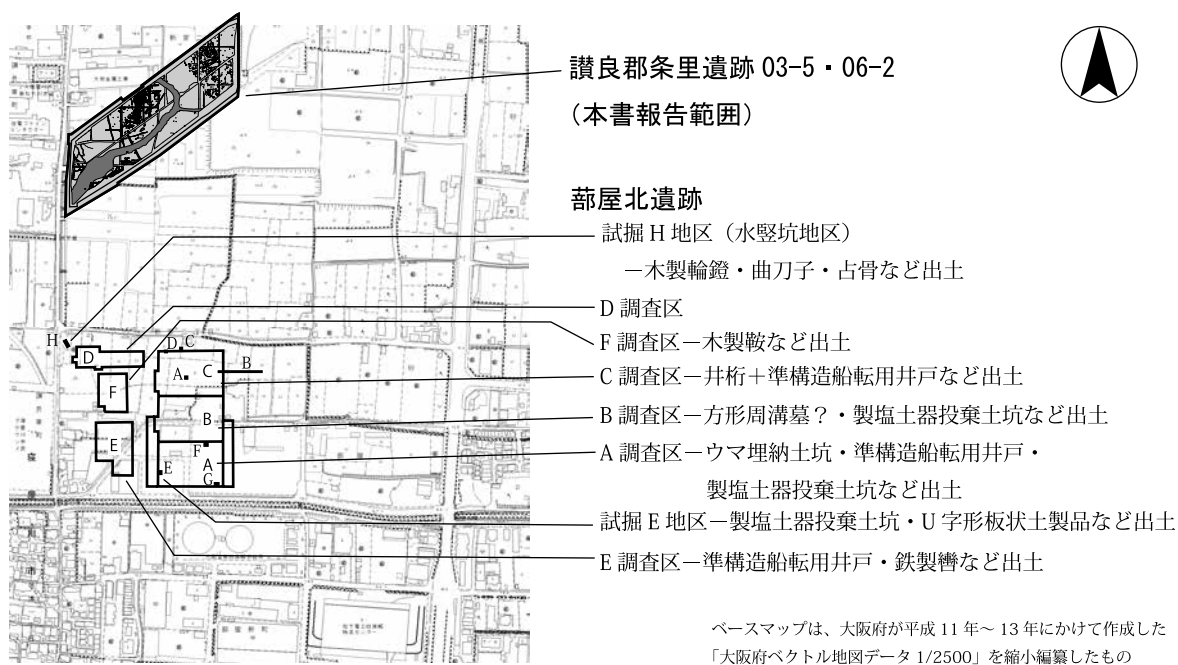 讃良郡条里遺跡 03-5・06-2
（本書報告範囲）
蔀屋北遺跡
試掘 H 地区（水竪坑地区）
－木製輪鐙・曲刀子・占骨など出土
D 調査区
F 調査区－木製鞍など出土
C 調査区－井桁＋準構造船転用井戸など出土
B 調査区－方形周溝墓？・製塩土器投棄土坑など出土
A 調査区－ウマ埋納土坑・準構造船転用井戸・
製塩土器投棄土坑など出土
試掘 E 地区－製塩土器投棄土坑・U 字形板状土製品など出土
E 調査区－準構造船転用井戸・鉄製轡など出土
H
D
D C
A
C
B
F
B
E
F
A
E
G
ベースマップは、大阪府が平成 11 年～ 13 年にかけて作成した
「大阪府ベクトル地図データ 1/2500」を縮小編纂したもの